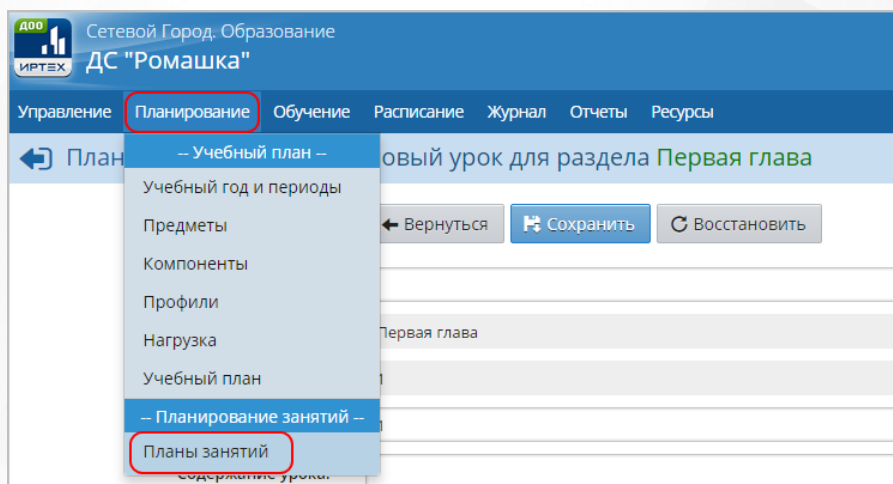 ДОО
ИРТЕХ
Сетевой Город. Образование
ДС "Ромашка"
Управление Планирование Обучение Расписание Журнал Отчеты Ресурсы
План
овый урок для раздела Первая глава
-- Учебный план --
Учебный год и периоды
Предметы
Компоненты
Профили
Нагрузка
Учебный план
-- Планирование занятий --
Планы занятий
Вернуться Сохранить Восстановить
Первая глава
1
1
Содержание урока: